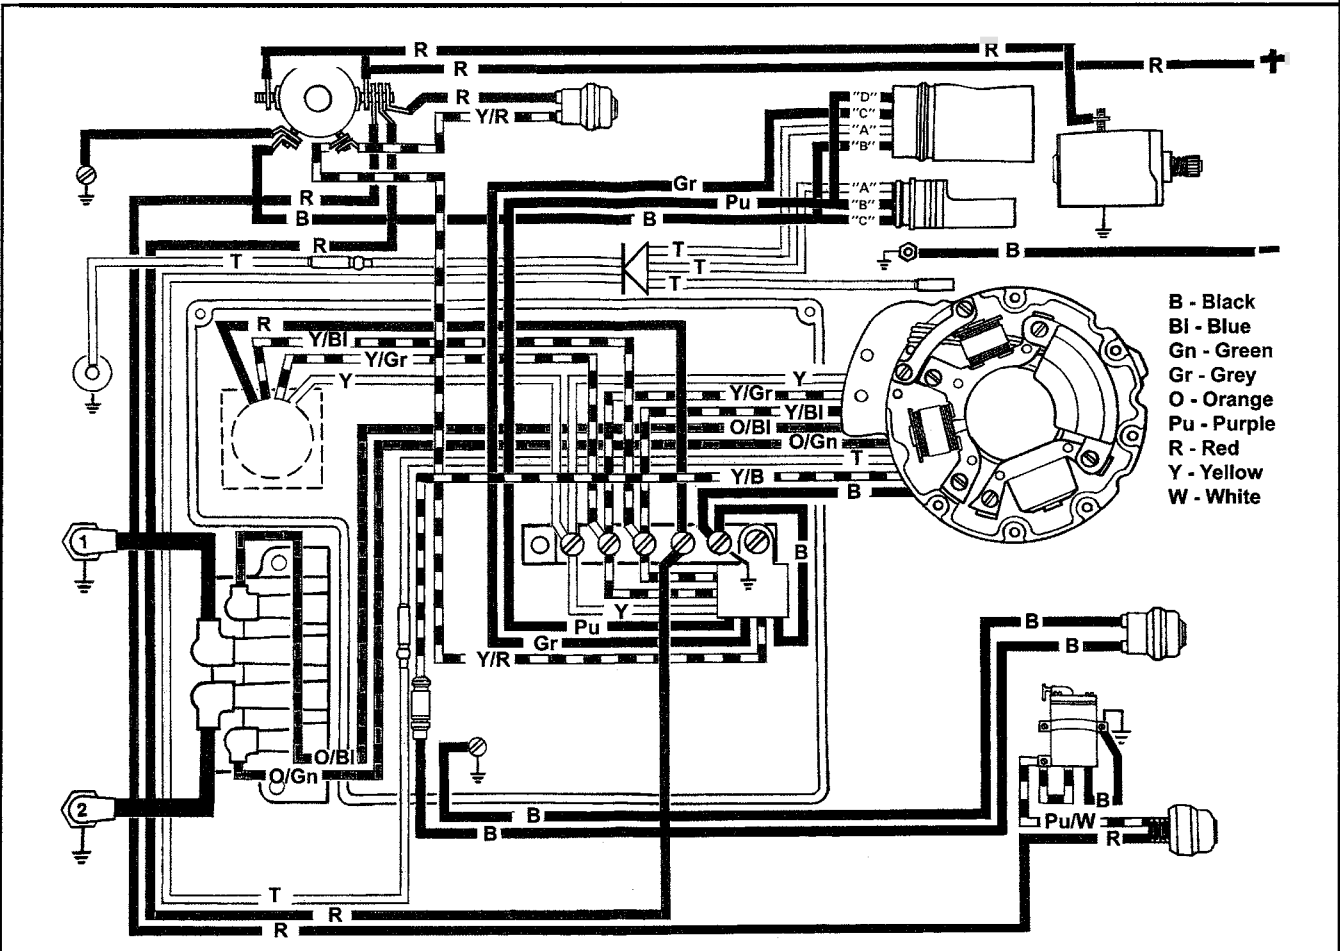 R
R
R
R
R
Y/R
"D"
"C"
"A"
"B"
Gr
"A"
R
Pu
"B"
B
B
"C"
R
T
B
T
T
T
B - Black
Bl - Blue
Gn - Green
Gr - Grey
O - Orange
Pu - Purple
R - Red
Y - Yellow
W - White
R
Y/Bl
Y/Gr
Y
Y
Y/Gr
Y/Bl
O/Bl
O/Gn
T
Y/B
B
1
B
Y
Pu
Gr
Y/R
B
B
O/Bl
O/Gn
2
B
B
B
Pu/W
R
T
R
R